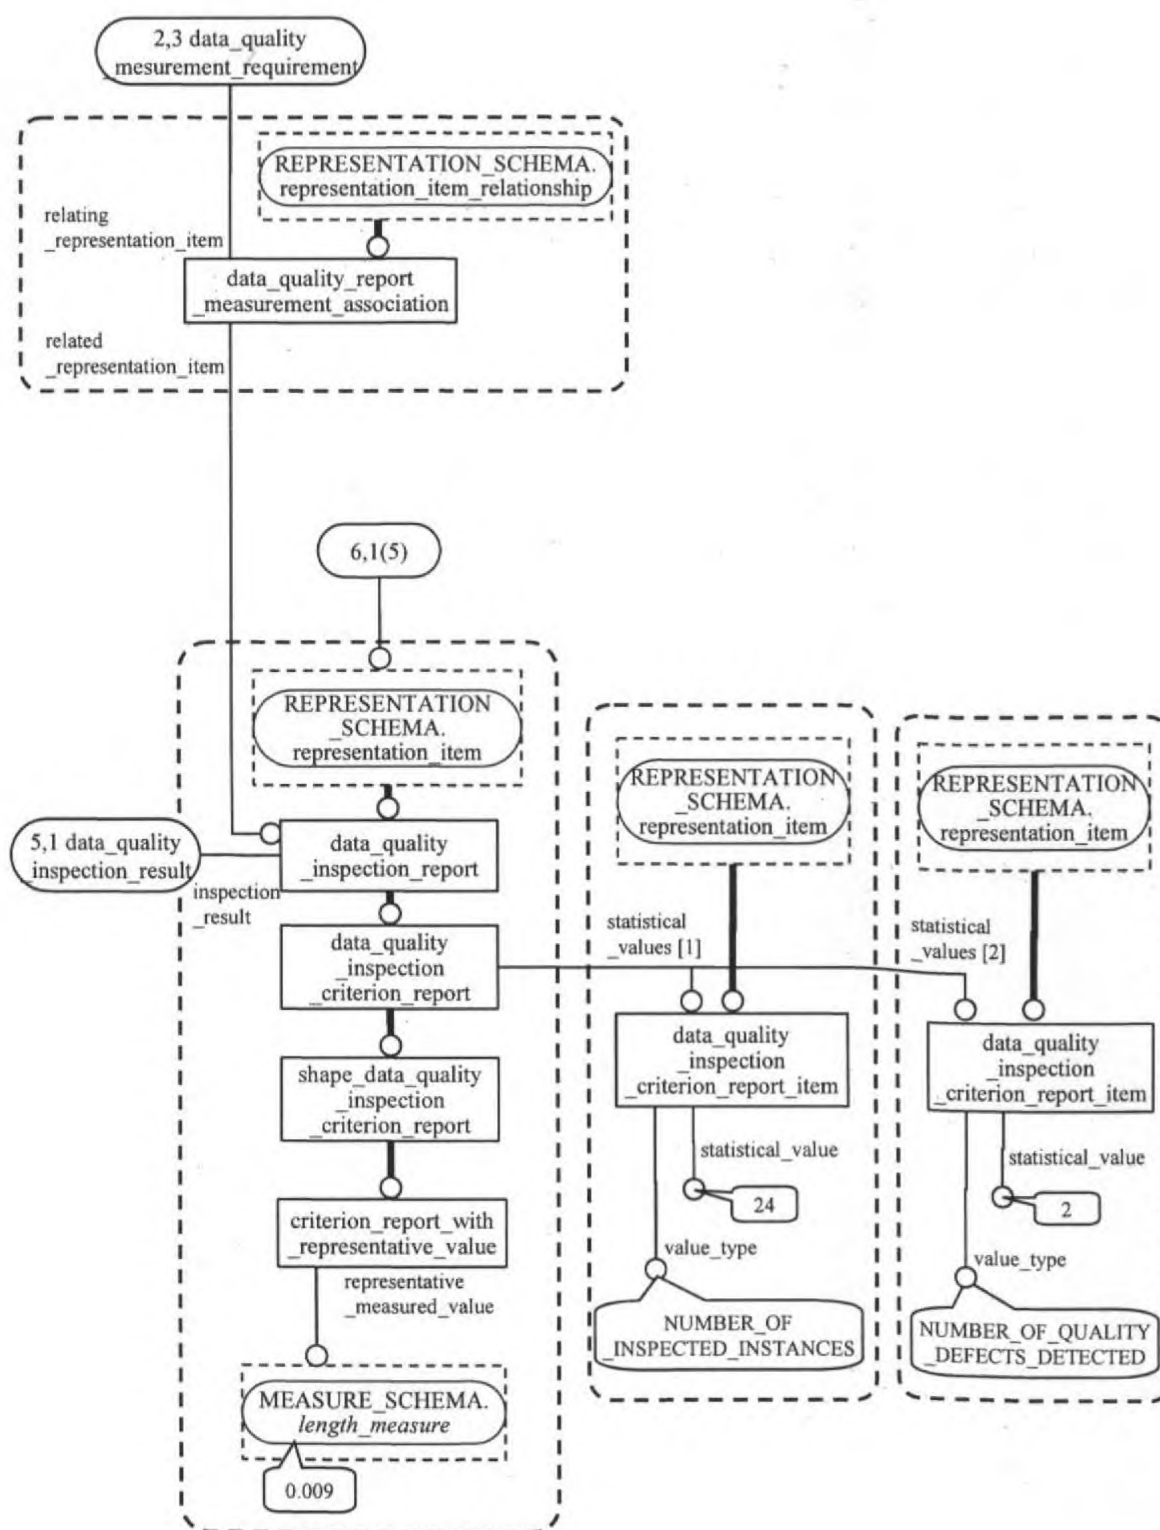 2,3 data_quality
_mesurement_requirement
REPRESENTATION_SCHEMA.
representation_item_relationship
relating
_representation_item
data_quality_report
_measurement_association
related
_representation_item
6,1(5)
REPRESENTATION
_SCHEMA.
representation_item
5,1 data_quality
_inspection_result
inspection
_result
data_quality
_inspection_report
data_quality
_inspection
_criterion_report
shape_data_quality
_inspection
_criterion_report
criterion_report_with
_representative_value
representative
_measured_value
MEASURE_SCHEMA.
length_measure
0.009
REPRESENTATION
_SCHEMA.
representation_item
statistical
_values [1]
data_quality
_inspection
_criterion_report_item
statistical_value
24
value_type
NUMBER_OF
_INSPECTED_INSTANCES
REPRESENTATION
_SCHEMA.
representation_item
statistical
_values [2]
data_quality
_inspection
_criterion_report_item
statistical_value
2
value_type
NUMBER_OF_QUALITY
_DEFECTS_DETECTED